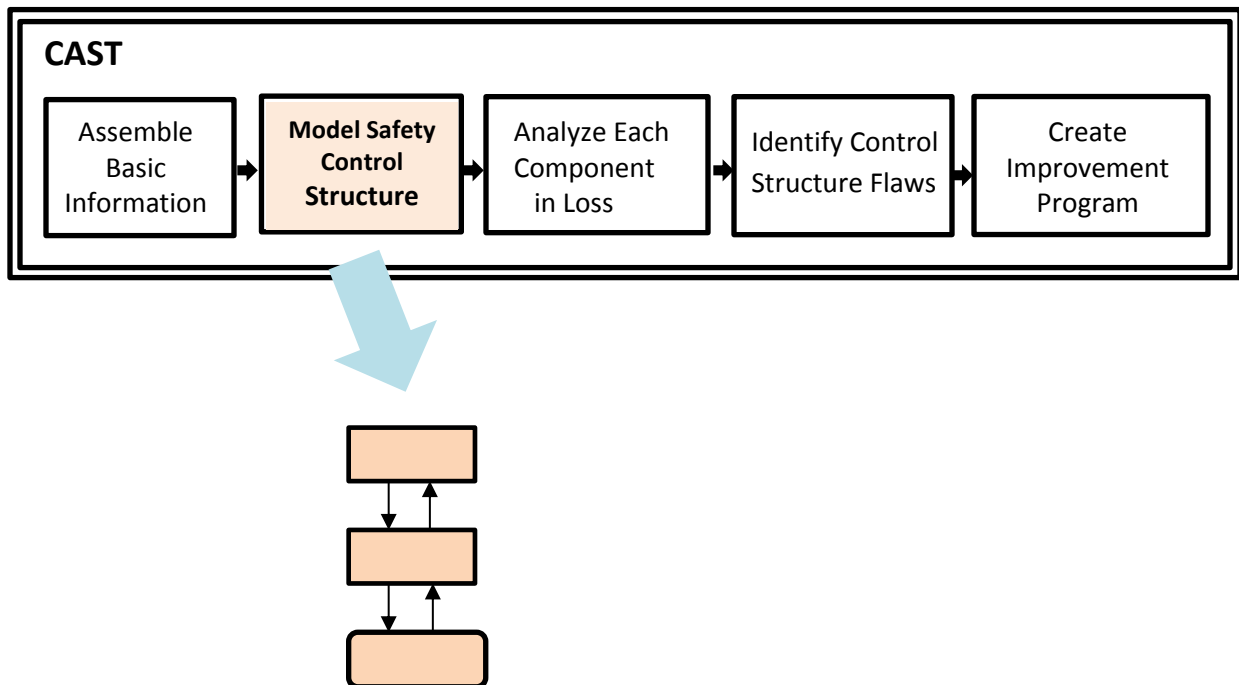 CAST
Assemble
Basic
Information
Model Safety
Control
Structure
Analyze Each
Component
in Loss
Identify Control
Structure Flaws
Create
Improvement
Program